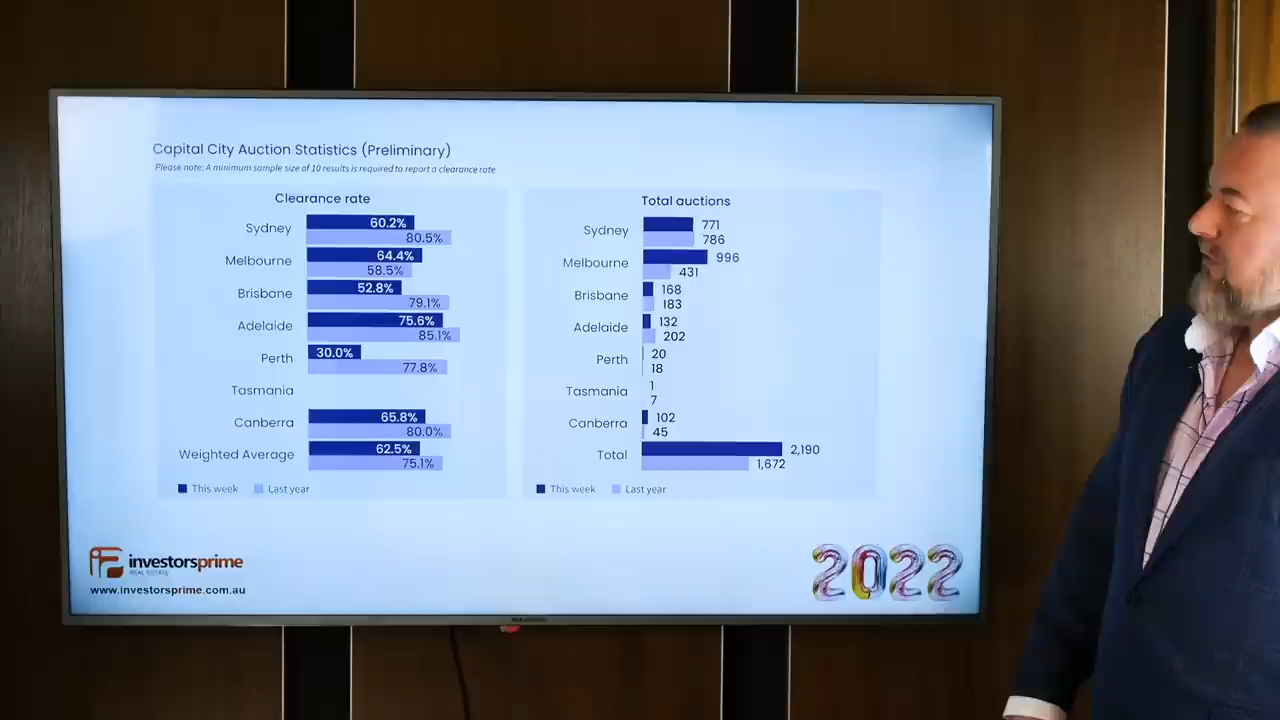 Capital City Auction Statistics (Preliminary)
Please note: A minimum sample size of 10 results is required to report a clearance rate
Clearance rate
Sydney 60.2%
80.5%
Melbourne 64.4%
58.5%
Brisbane 52.8%
79.1%
Adelaide 75.6%
85.1%
Perth 30.0%
77.8%
Tasmania
Canberra 65.8%
80.0%
Weighted Average 62.5%
75.1%
This week Last year
Total auctions
Sydney 771
786
Melbourne 996
431
Brisbane 168
183
Adelaide 132
202
Perth 20
18
Tasmania 1
7
Canberra 102
45
Total 2,190
1,672
This week Last year
investorsprime
REAL ESTATE
www.investorsprime.com.au
2022